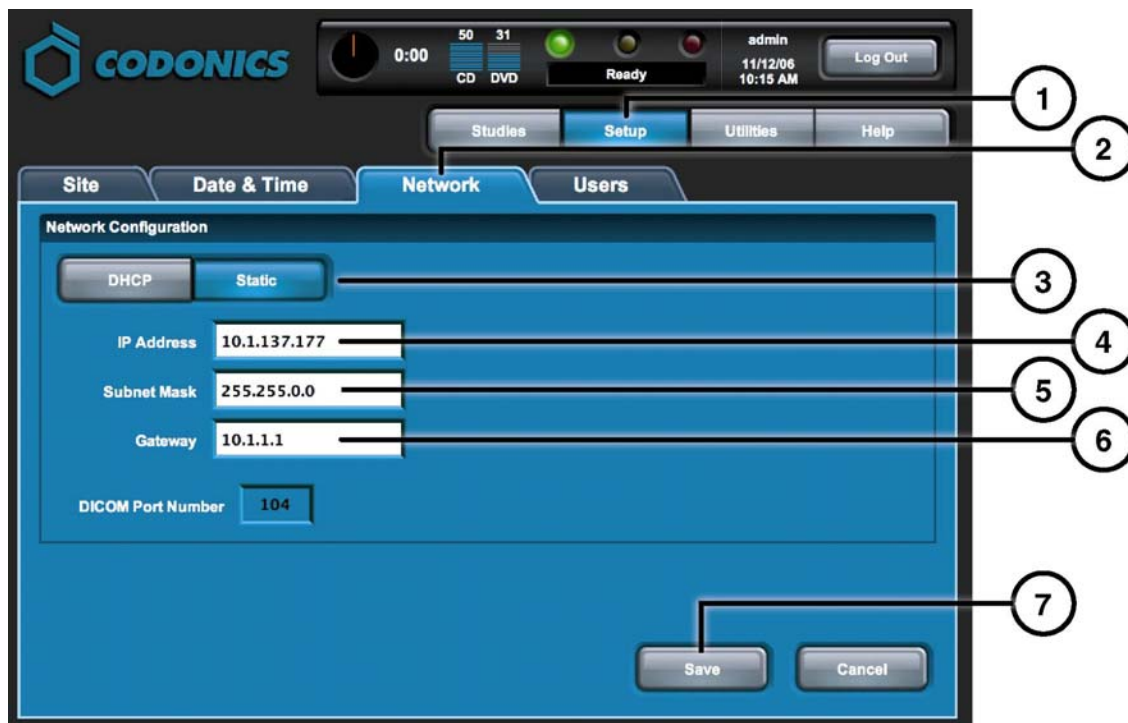 CODONICS
0:00
50 31
CD DVD
Ready
admin
11/12/06
10:15 AM
Log Out
1
Studies Setup Utilities Help
2
Site Date & Time Network Users
Network Configuration
DHCP Static
3
IP Address 10.1.137.177
4
Subnet Mask 255.255.0.0
5
Gateway 10.1.1.1
6
DICOM Port Number 104
7
Save Cancel